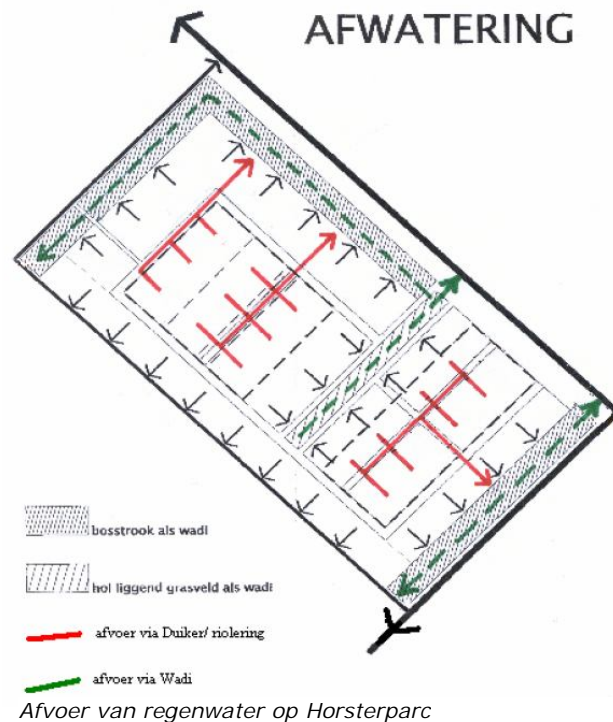 AFWATERING
bosstrook als wadi
hol liggend grasveld als wadi
afvoer via Duiker/ riolering
afvoer via Wadi
Afvoer van regenwater op Horsterparc